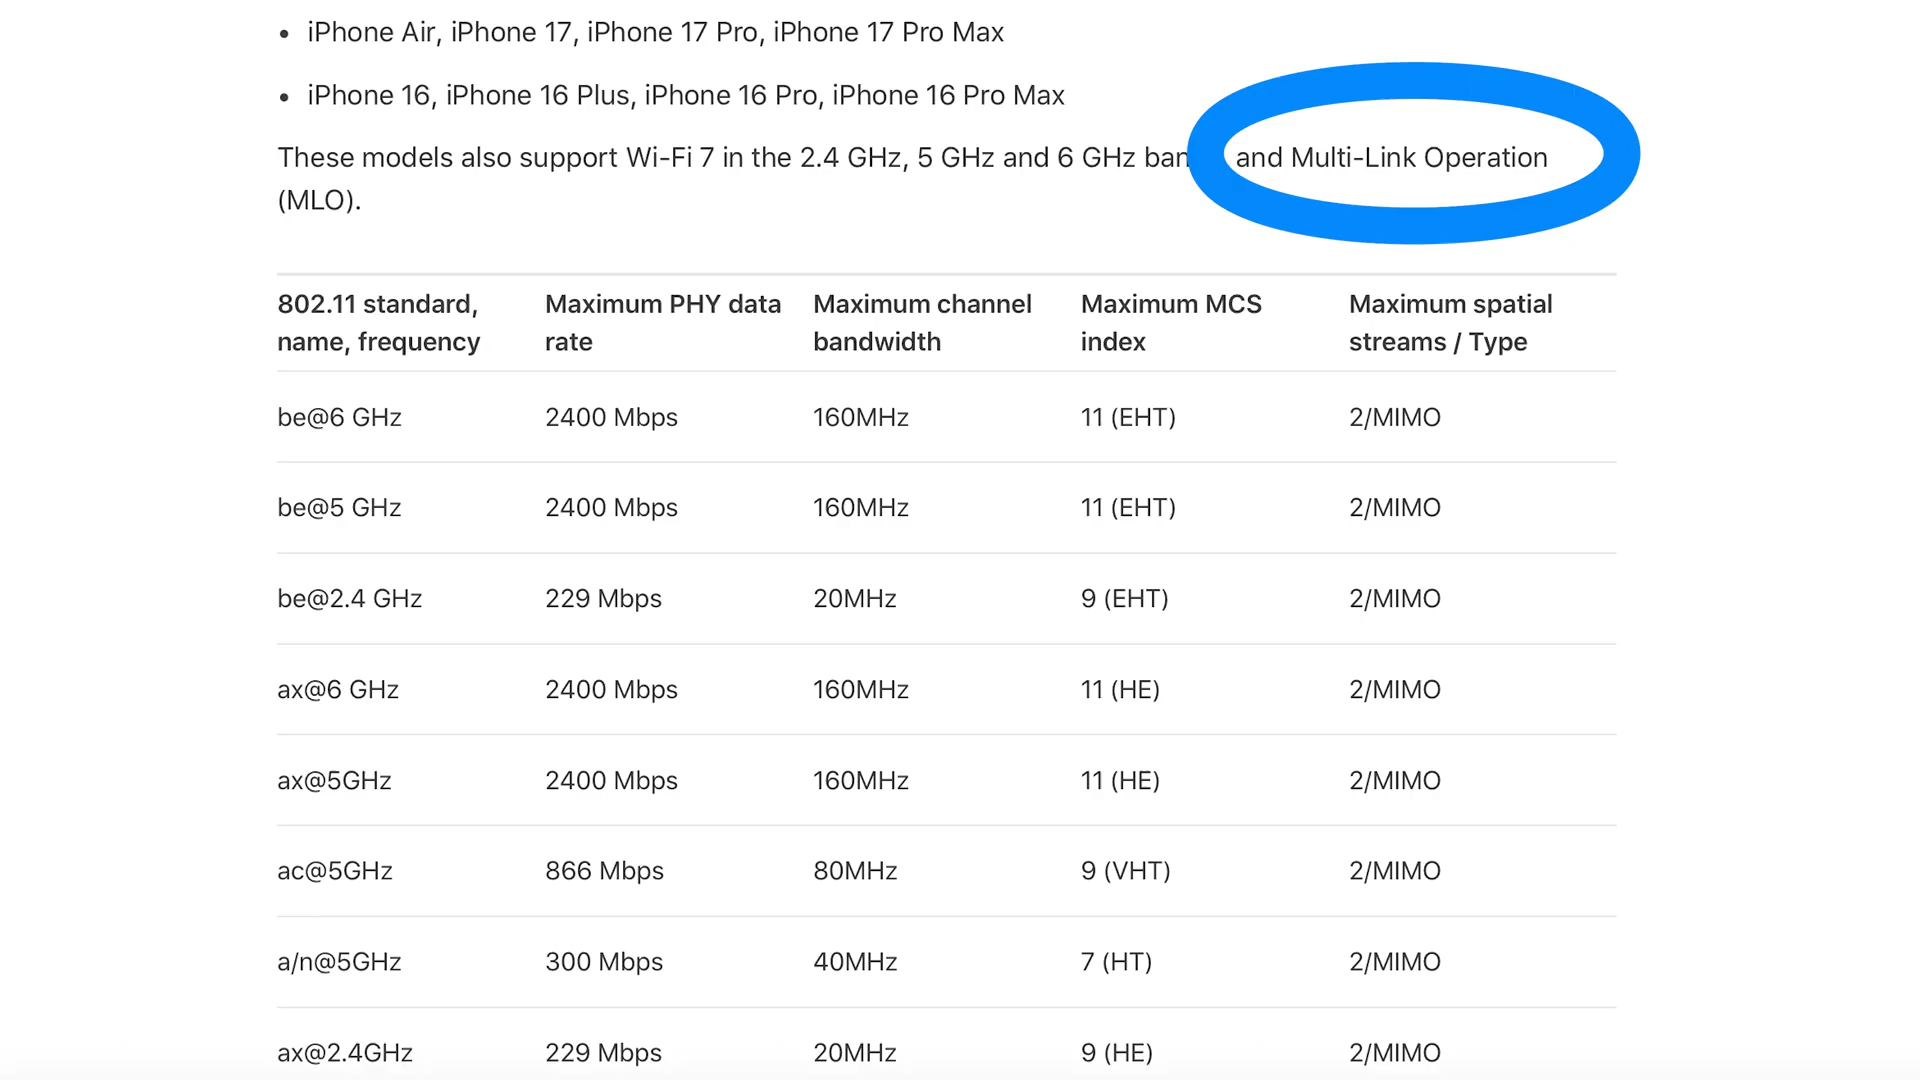 • iPhone Air, iPhone 17, iPhone 17 Pro, iPhone 17 Pro Max
• iPhone 16, iPhone 16 Plus, iPhone 16 Pro, iPhone 16 Pro Max
These models also support Wi-Fi 7 in the 2.4 GHz, 5 GHz and 6 GHz ban and Multi-Link Operation
(MLO).
802.11 standard, name, frequency Maximum PHY data rate Maximum channel bandwidth Maximum MCS index Maximum spatial streams / Type
be@6 GHz 2400 Mbps 160MHz 11 (EHT) 2/MIMO
be@5 GHz 2400 Mbps 160MHz 11 (EHT) 2/MIMO
be@2.4 GHz 229 Mbps 20MHz 9 (EHT) 2/MIMO
ax@6 GHz 2400 Mbps 160MHz 11 (HE) 2/MIMO
ax@5GHz 2400 Mbps 160MHz 11 (HE) 2/MIMO
ac@5GHz 866 Mbps 80MHz 9 (VHT) 2/MIMO
a/n@5GHz 300 Mbps 40MHz 7 (HT) 2/MIMO
ax@2.4GHz 229 Mbps 20MHz 9 (HE) 2/MIMO